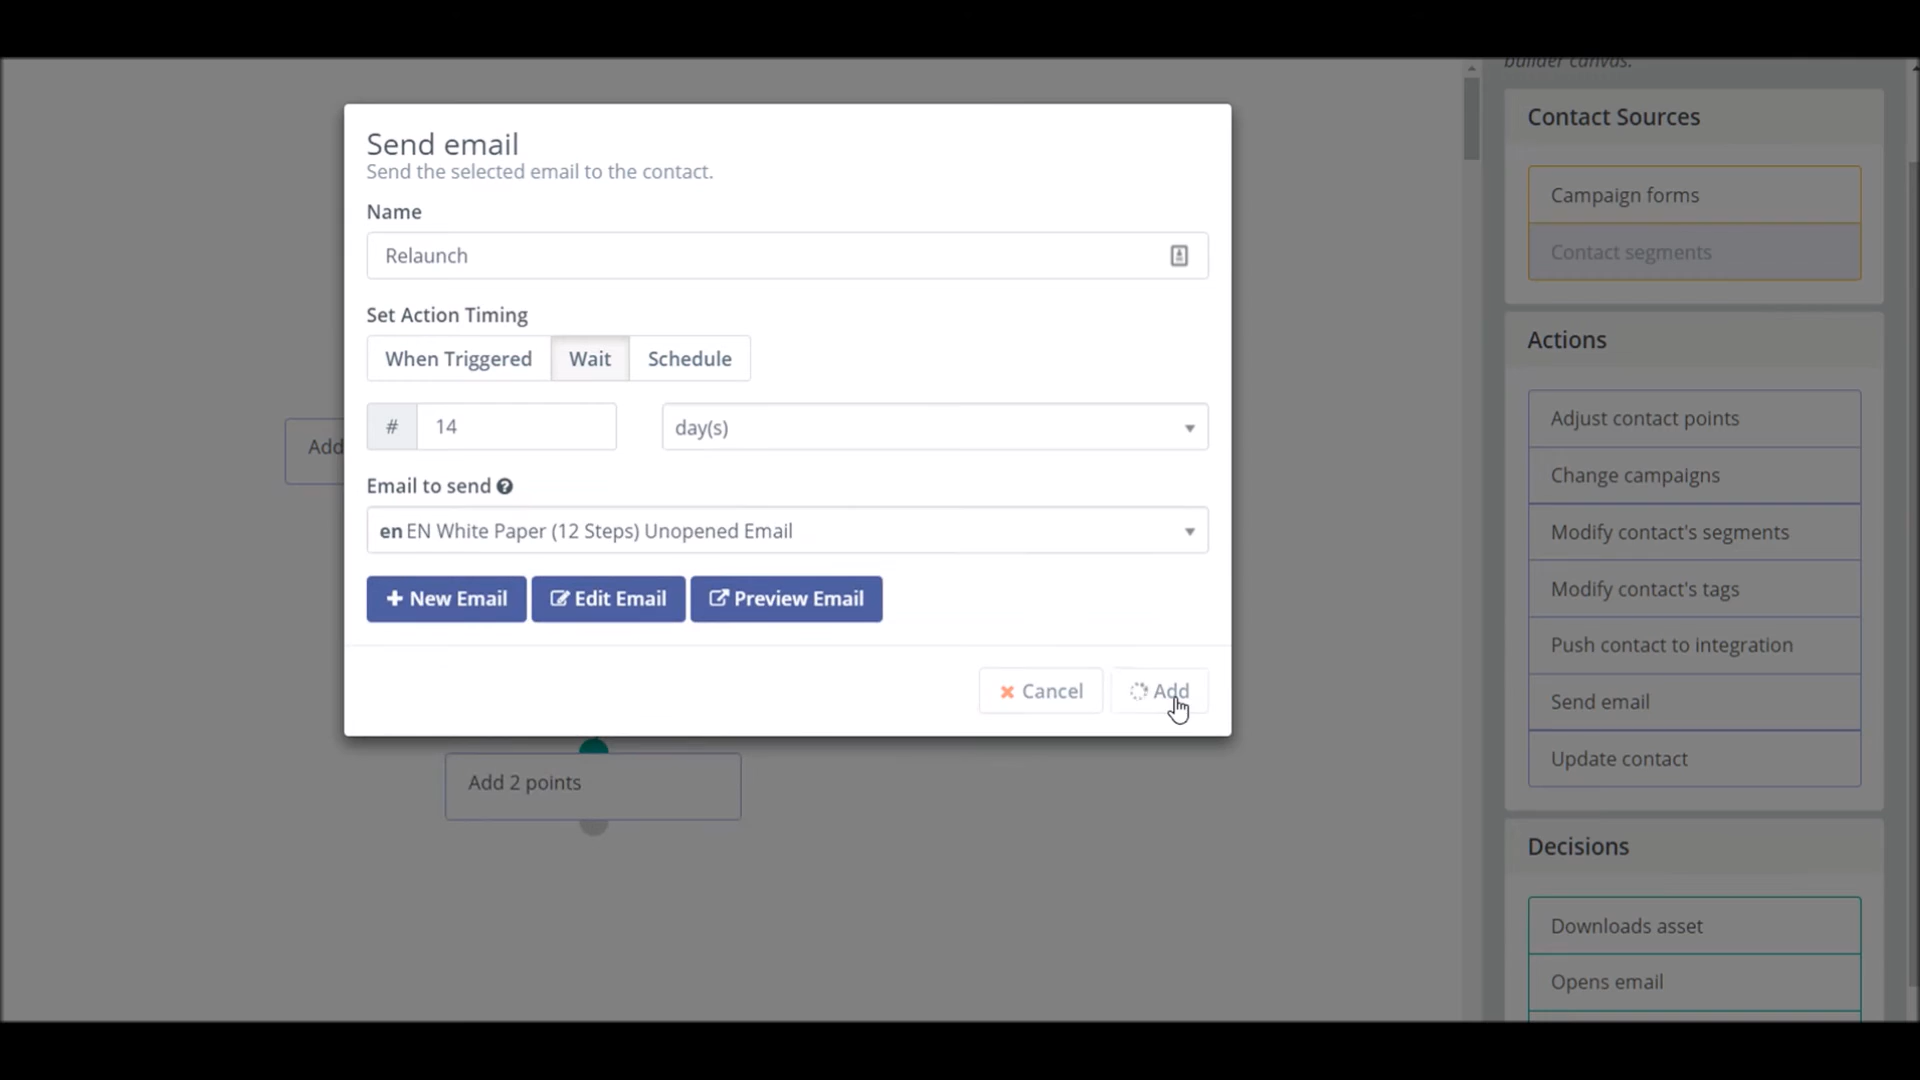 builder canvas.
Send email
Send the selected email to the contact.
Name
Relaunch
Set Action Timing
When Triggered Wait Schedule
# 14 day(s)
Email to send
en EN White Paper (12 Steps) Unopened Email
New Email Edit Email Preview Email
Cancel Add
Add
Add 2 points
Contact Sources
Campaign forms
Contact segments
Actions
Adjust contact points
Change campaigns
Modify contact's segments
Modify contact's tags
Push contact to integration
Send email
Update contact
Decisions
Downloads asset
Opens email